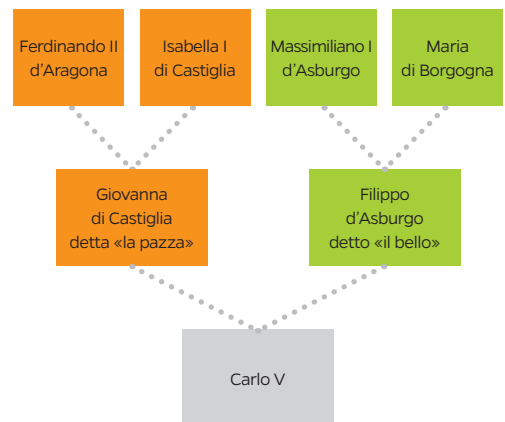 Ferdinando II
d'Aragona
Isabella I
di Castiglia
Massimiliano I
d'Asburgo
Maria
di Borgogna
Giovanna
di Castiglia
detta «la pazza»
Filippo
d'Asburgo
detto «il bello»
Carlo V